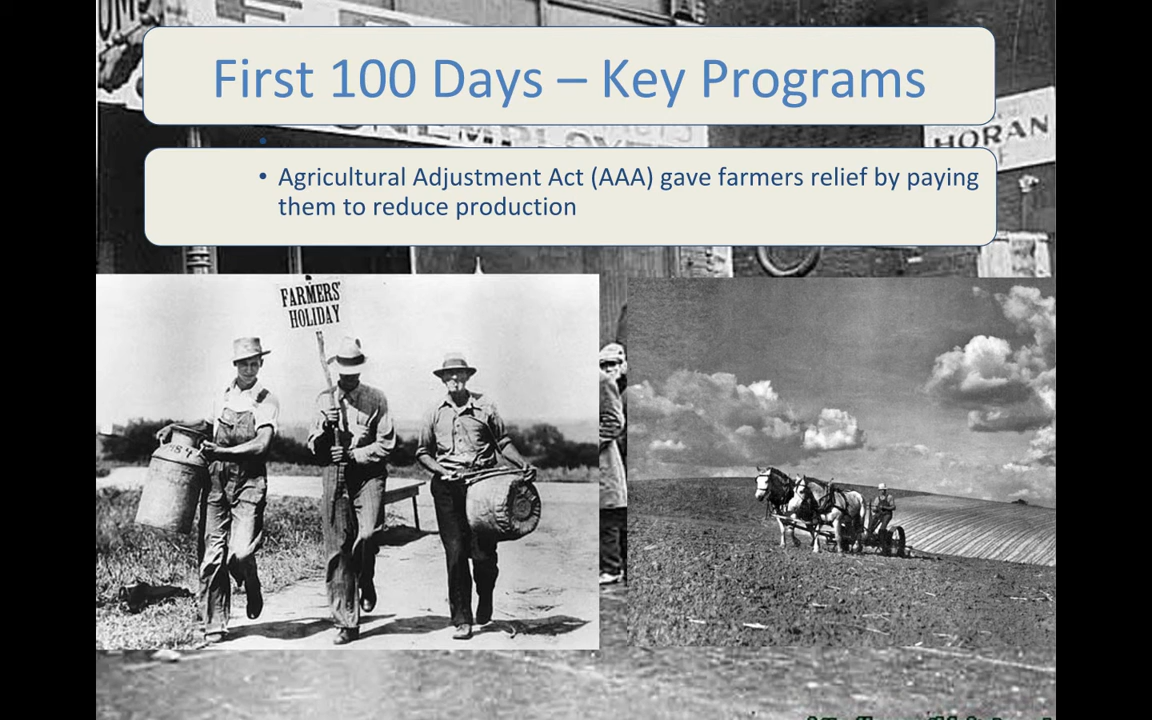 First 100 Days – Key Programs
UNEMPLOYED
HORAN
• Agricultural Adjustment Act (AAA) gave farmers relief by paying
them to reduce production
FARMERS'
HOLIDAY